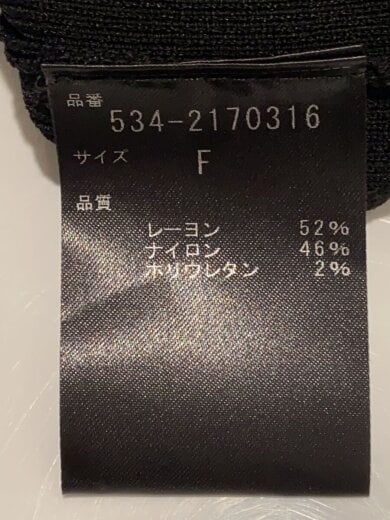 品番
534-2170316
サイズ F
品質
レーヨン 52%
ナイロン 46%
ポリウレタン 2%